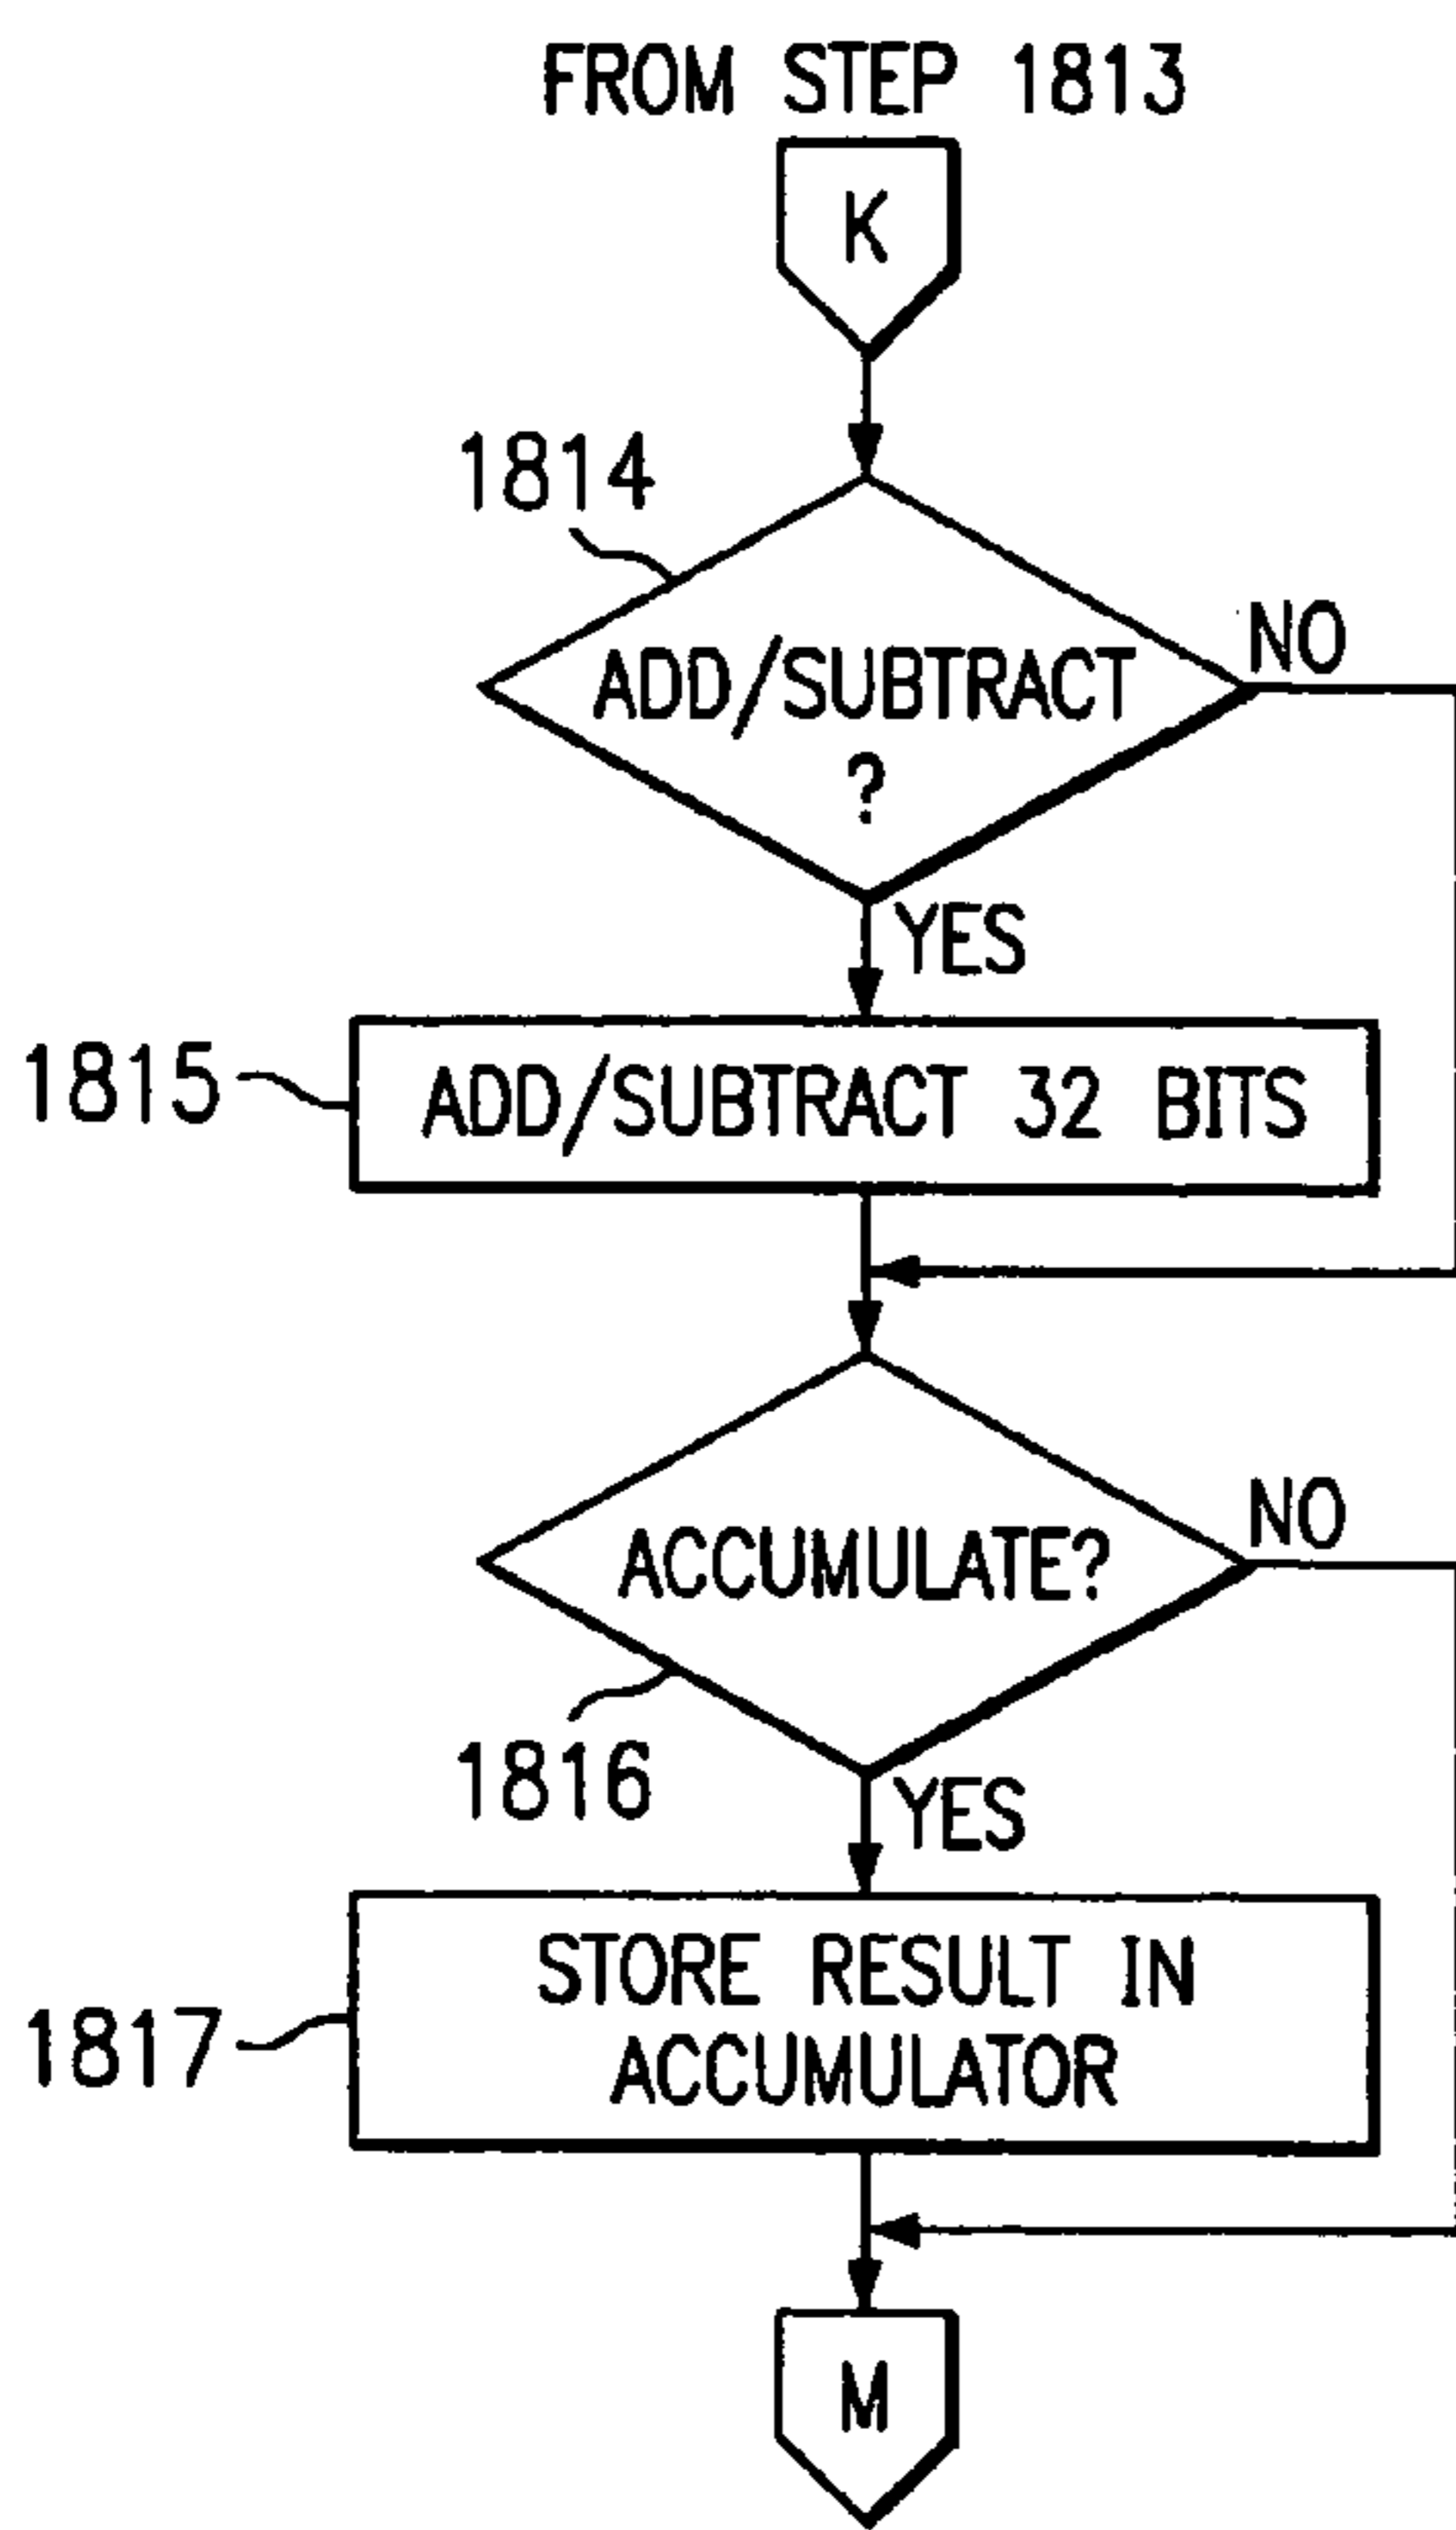 FROM STEP 1813
K
1814
NO
ADD/SUBTRACT
?
YES
1815
ADD/SUBTRACT 32 BITS
NO
ACCUMULATE?
1816
YES
STORE RESULT IN
1817
ACCUMULATOR
M